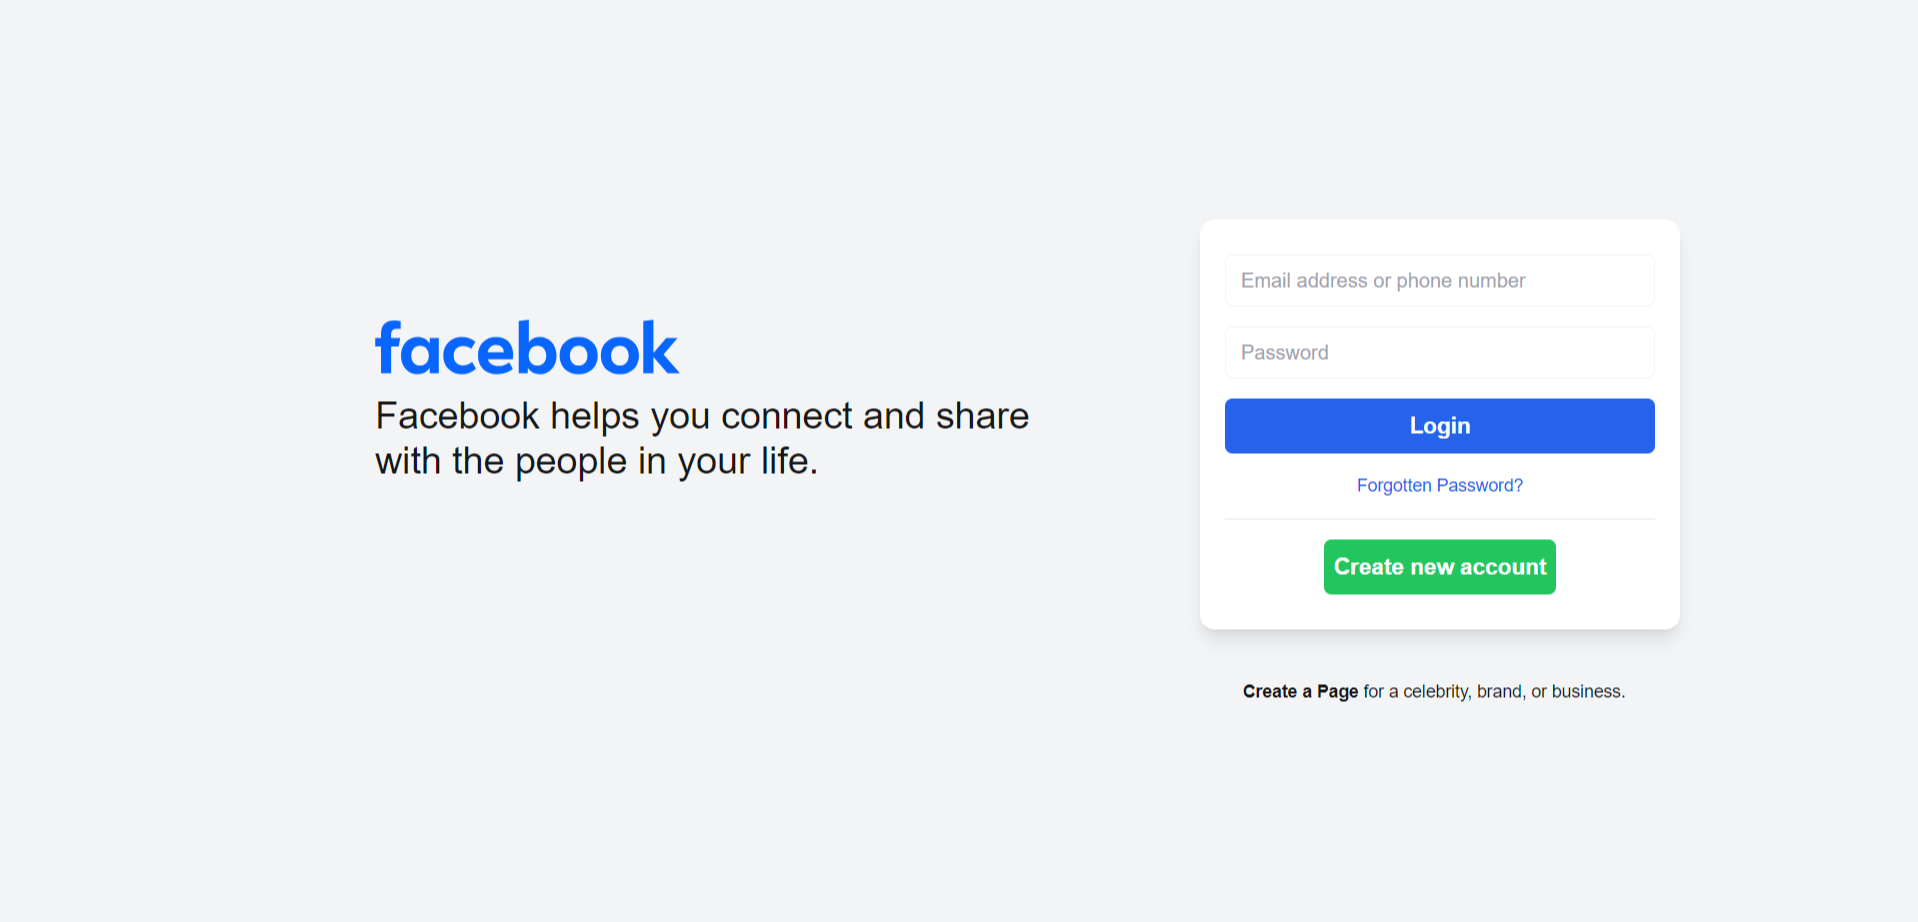 facebook
Facebook helps you connect and share
with the people in your life.
Email address or phone number
Password
Login
Forgotten Password?
Create new account
Create a Page for a celebrity, brand, or business.